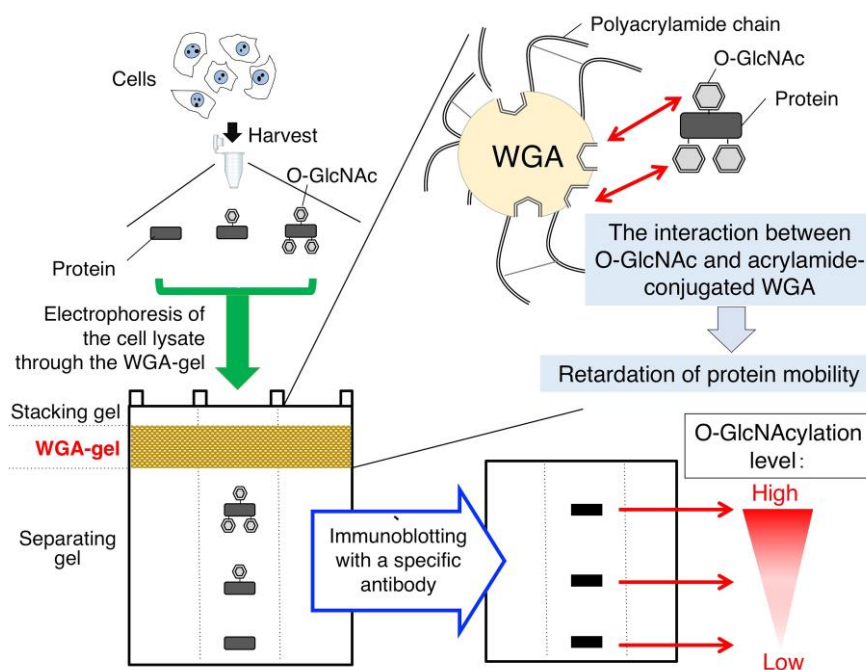 Cells
Harvest
O-GlcNAc
Protein
Electrophoresis of
the cell lysate
through the WGA-gel
Polyacrylamide chain
O-GlcNAc
Protein
WGA
The interaction between
O-GlcNAc and acrylamide-
conjugated WGA
Retardation of protein mobility
Stacking gel
WGA-gel
Separating
gel
Immunoblotting
with a specific
antibody
O-GlcNAcylation
level:
High
Low